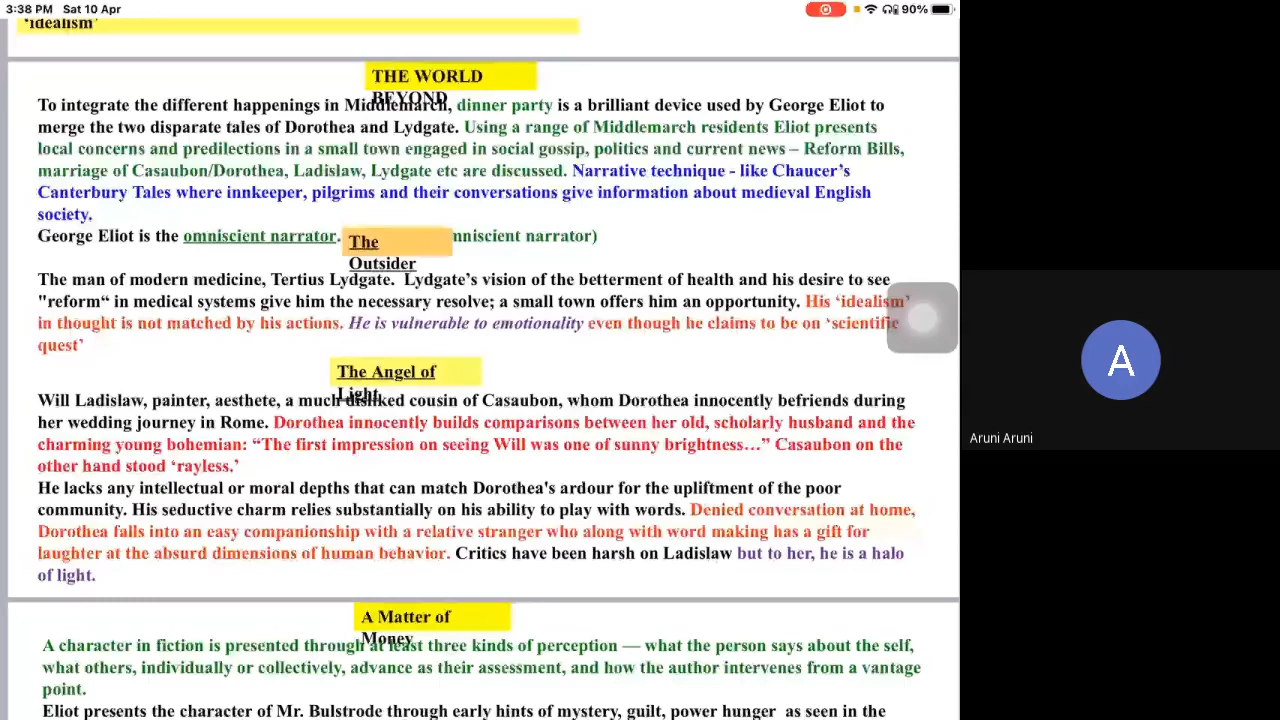 3:38 PM Sat 10 Apr
90%
'idealism'
THE WORLD
BEYOND
To integrate the different happenings in Middlemarch, dinner party is a brilliant device used by George Eliot to
merge the two disparate tales of Dorothea and Lydgate. Using a range of Middlemarch residents Eliot presents
local concerns and predilections in a small town engaged in social gossip, politics and current news – Reform Bills,
marriage of Casaubon/Dorothea, Ladislaw, Lydgate etc are discussed. Narrative technique - like Chaucer's
Canterbury Tales where innkeeper, pilgrims and their conversations give information about medieval English
society.
George Eliot is the omniscient narrator. mniscient narrator)
The
Outsider
The man of modern medicine, Tertius Lydgate. Lydgate's vision of the betterment of health and his desire to see
"reform“ in medical systems give him the necessary resolve; a small town offers him an opportunity. His 'idealism'
in thought is not matched by his actions. He is vulnerable to emotionality even though he claims to be on 'scientific
quest'
The Angel of
Light
Will Ladislaw, painter, aesthete, a much disliked cousin of Casaubon, whom Dorothea innocently befriends during
her wedding journey in Rome. Dorothea innocently builds comparisons between her old, scholarly husband and the
charming young bohemian: “The first impression on seeing Will was one of sunny brightness…” Casaubon on the
other hand stood 'rayless.'
He lacks any intellectual or moral depths that can match Dorothea's ardour for the upliftment of the poor
community. His seductive charm relies substantially on his ability to play with words. Denied conversation at home,
Dorothea falls into an easy companionship with a relative stranger who along with word making has a gift for
laughter at the absurd dimensions of human behavior. Critics have been harsh on Ladislaw but to her, he is a halo
of light.
A Matter of
Money
A character in fiction is presented through at least three kinds of perception — what the person says about the self,
what others, individually or collectively, advance as their assessment, and how the author intervenes from a vantage
point.
Eliot presents the character of Mr. Bulstrode through early hints of mystery, guilt, power hunger as seen in the
A
Aruni Aruni